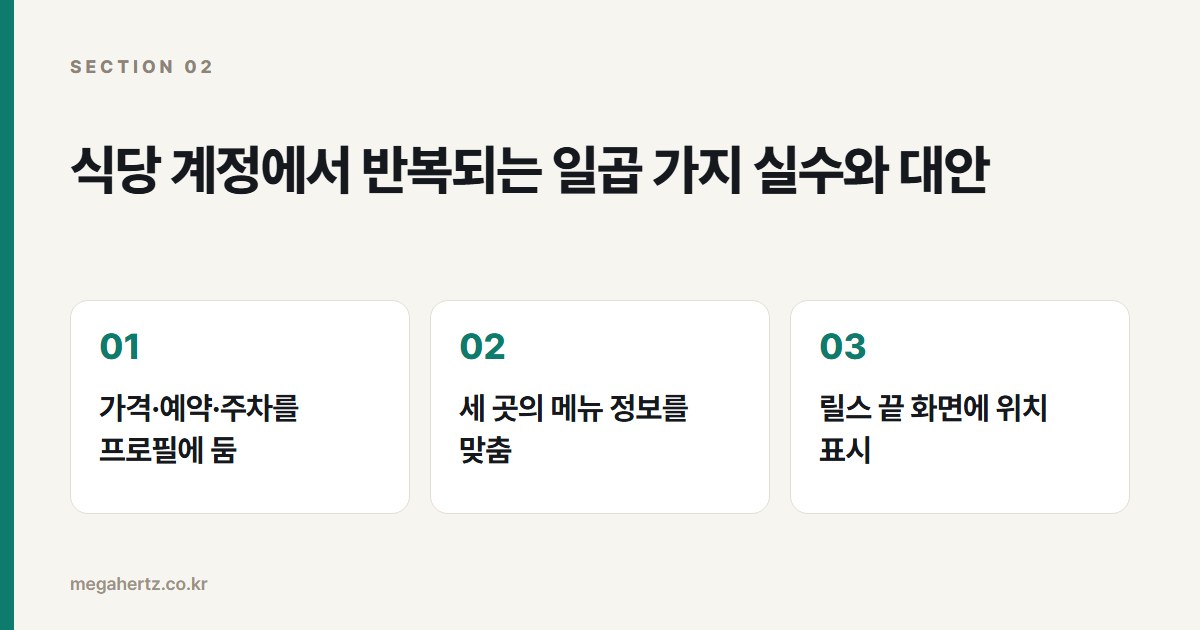 SECTION 02
식당 계정에서 반복되는 일곱 가지 실수와 대안
01
가격·예약·주차를
프로필에 둠
02
세 곳의 메뉴 정보를
맞춤
03
릴스 끝 화면에 위치
표시
megahertz.co.kr